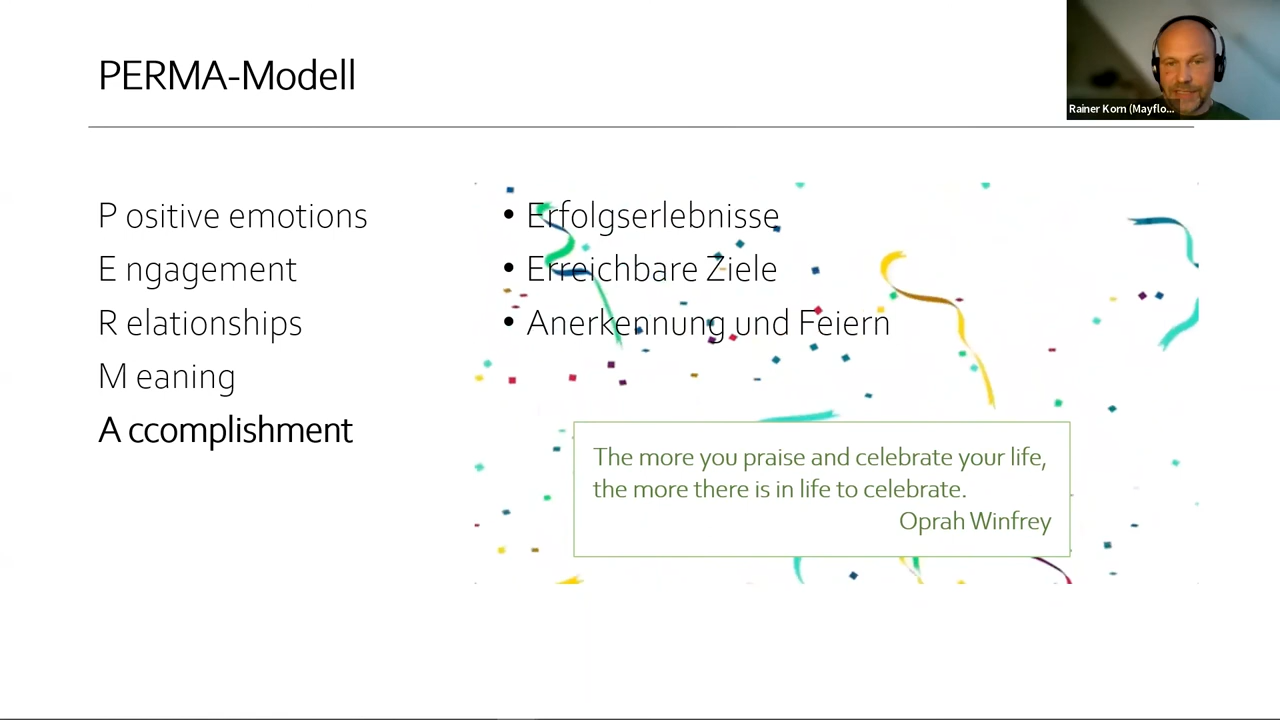 PERMA-Modell
Rainer Korn (Mayflo...
P ositive emotions
E ngagement
R elationships
M eaning
A ccomplishment
• Erfolgserlebnisse
• Erreichbare Ziele
• Anerkennung und Feiern
The more you praise and celebrate your life,
the more there is in life to celebrate.
Oprah Winfrey